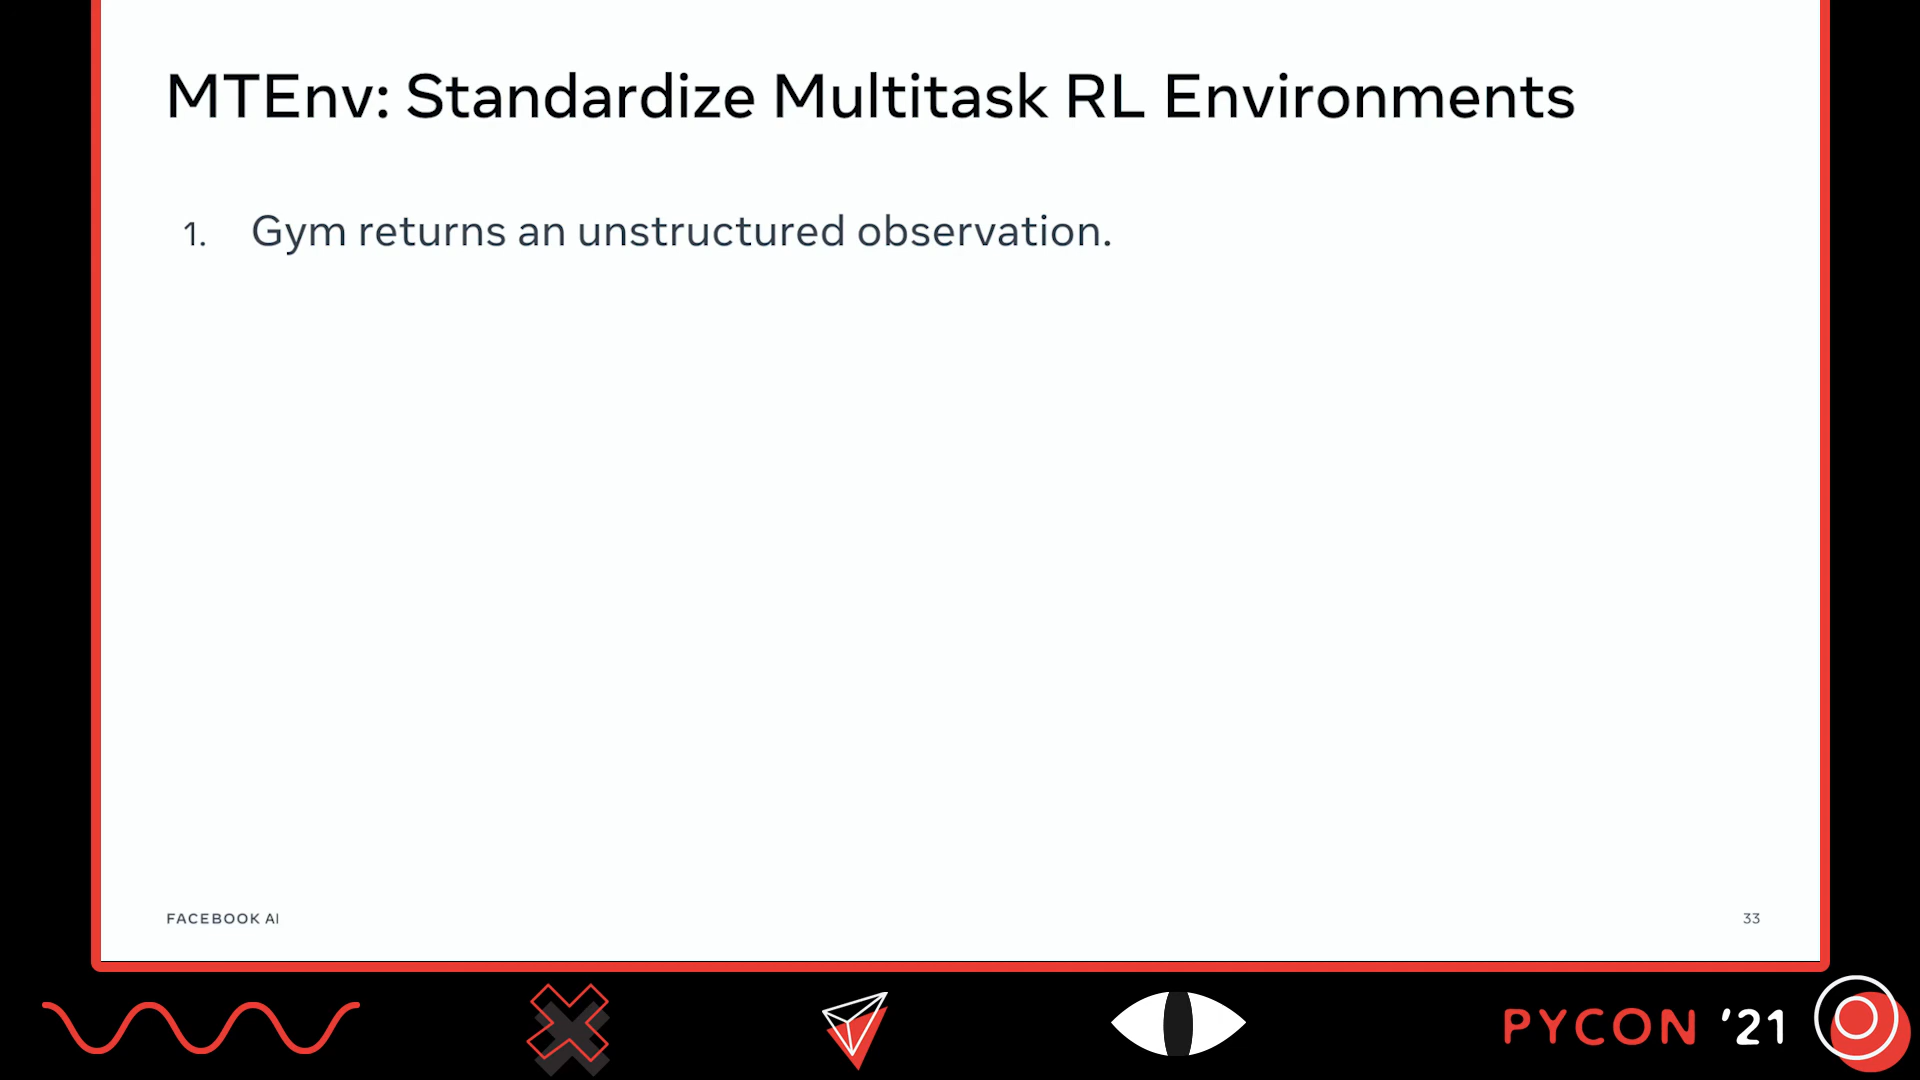 MTEnv: Standardize Multitask RL Environments
1. Gym returns an unstructured observation.
FACEBOOK AI
33
PYCON '21